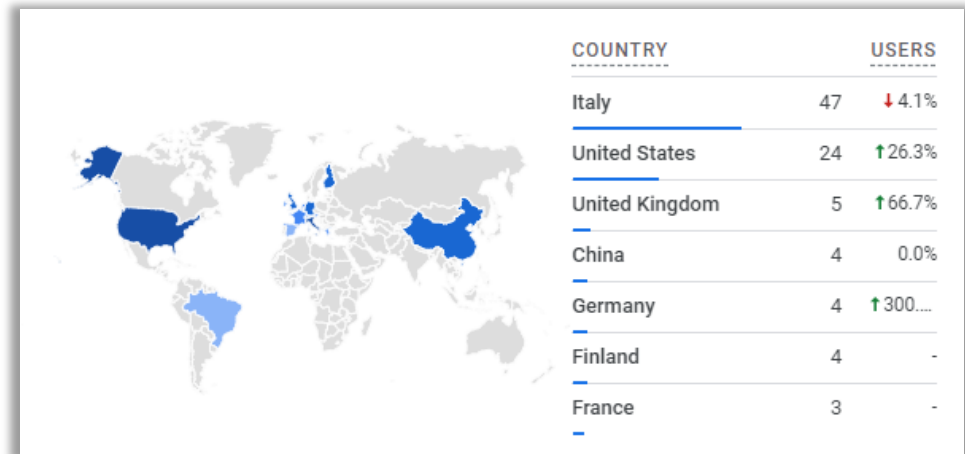 COUNTRY USERS
Italy 47 ↓4.1%
United States 24 ↑26.3%
United Kingdom 5 ↑66.7%
China 4 0.0%
Germany 4 ↑300....
Finland 4 -
France 3 -